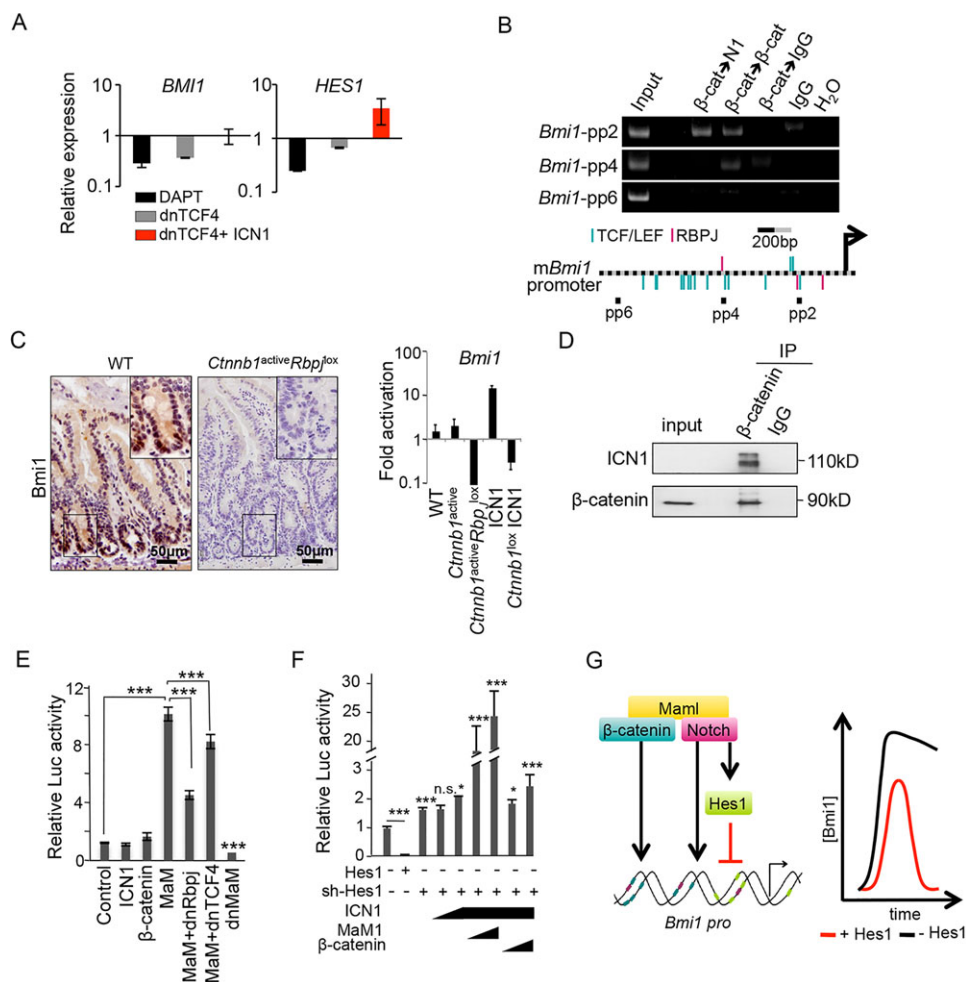 A
BMI1
HES1
Relative expression
10
1
0.1
10
1
0.1
DAPT
dnTCF4
dnTCF4+ ICN1
B
Input
β-cat➔N1
β-cat➔β-cat
β-cat➔IgG
IgG
H2O
Bmi1-pp2
Bmi1-pp4
Bmi1-pp6
TCF/LEF
RBPJ
200bp
mBmi1
promoter
pp6
pp4
pp2
C
WT
Ctnnb1activeRbpjlox
Bmi1
50µm
50µm
Bmi1
Fold activation
100
10
1
0.1
WT
Ctnnb1active
Ctnnb1activeRbpjlox
ICN1
Ctnnb1lox
ICN1
D
IP
input
β-catenin
IgG
ICN1
110kD
β-catenin
90kD
E
Relative Luc activity
12
8
4
0
***
***
***
***
Control
ICN1
β-catenin
MaM
MaM+dnRbpj
MaM+dnTCF4
dnMaM
F
Relative Luc activity
30
25
20
3
2
1
0
***
***
n.s.
*
***
***
*
***
Hes1
- + - - - - - - -
sh-Hes1
- - + + + + + + +
ICN1
MaM1
β-catenin
G
Maml
β-catenin
Notch
Hes1
Bmi1 pro
[Bmi1]
time
+ Hes1
- Hes1